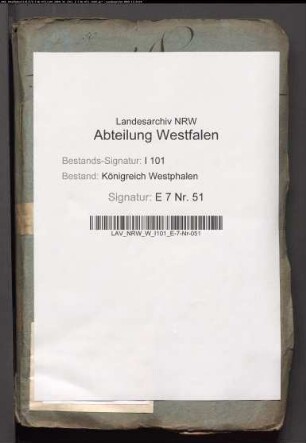 Landesarchiv NRW
Abteilung Westfalen
Bestands-Signatur: I 101
Bestand: Königreich Westphalen
Signatur: E 7 Nr. 51
LAV_NRW_W_I101_E-7-Nr-051